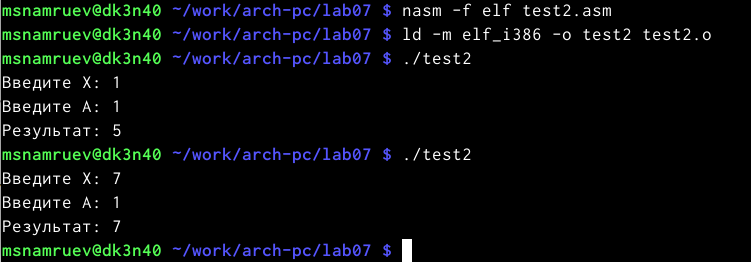 msnamruev@dk3n40 ~/work/arch-pc/lab07 $ nasm -f elf test2.asm
msnamruev@dk3n40 ~/work/arch-pc/lab07 $ ld -m elf_i386 -o test2 test2.o
msnamruev@dk3n40 ~/work/arch-pc/lab07 $ ./test2
Введите X: 1
Введите A: 1
Результат: 5
msnamruev@dk3n40 ~/work/arch-pc/lab07 $ ./test2
Введите X: 7
Введите A: 1
Результат: 7
msnamruev@dk3n40 ~/work/arch-pc/lab07 $